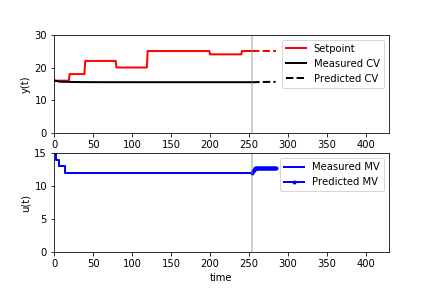 30
20
10
0
y(t)
Setpoint
Measured CV
Predicted CV
0 50 100 150 200 250 300 350 400
15
10
5
0
u(t)
Measured MV
Predicted MV
0 50 100 150 200 250 300 350 400
time